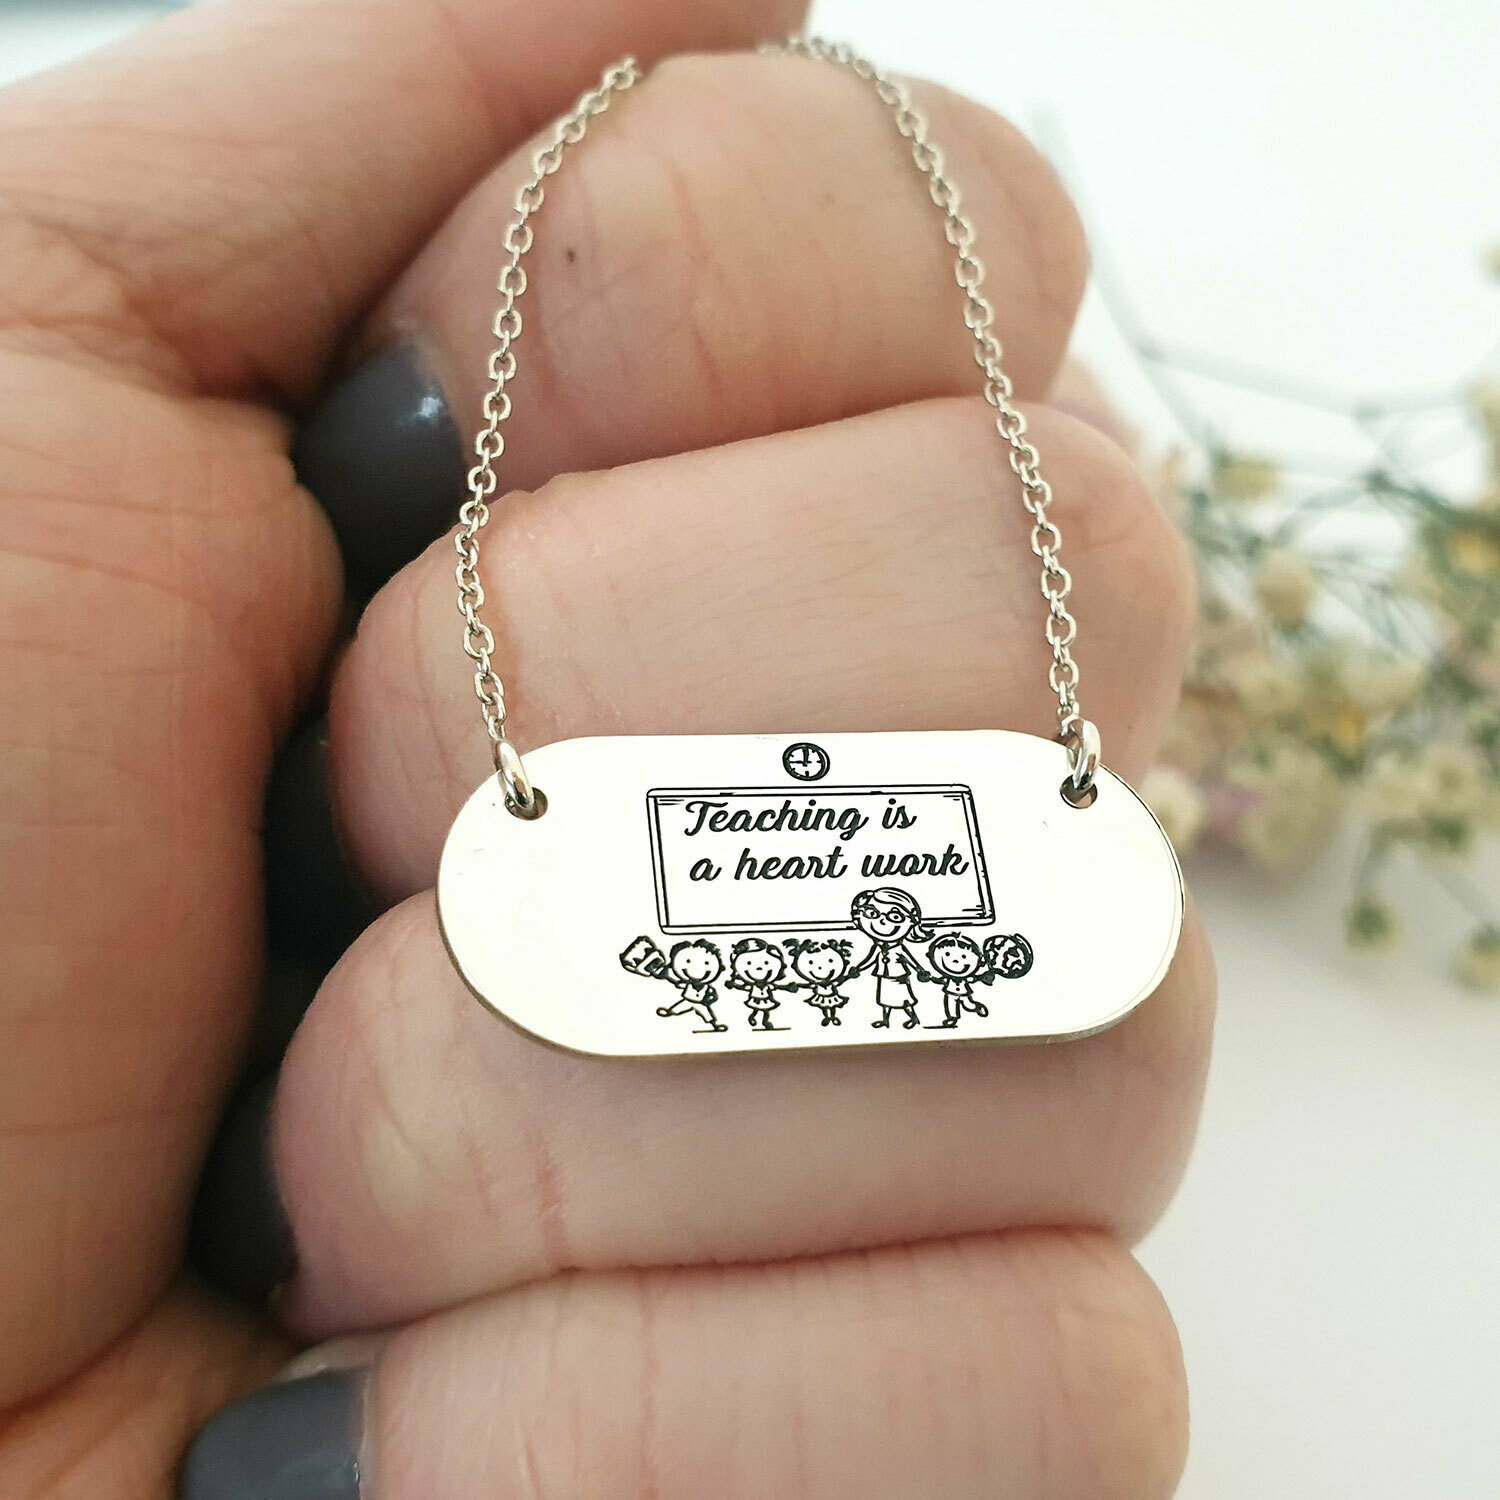 Teaching is
a heart work